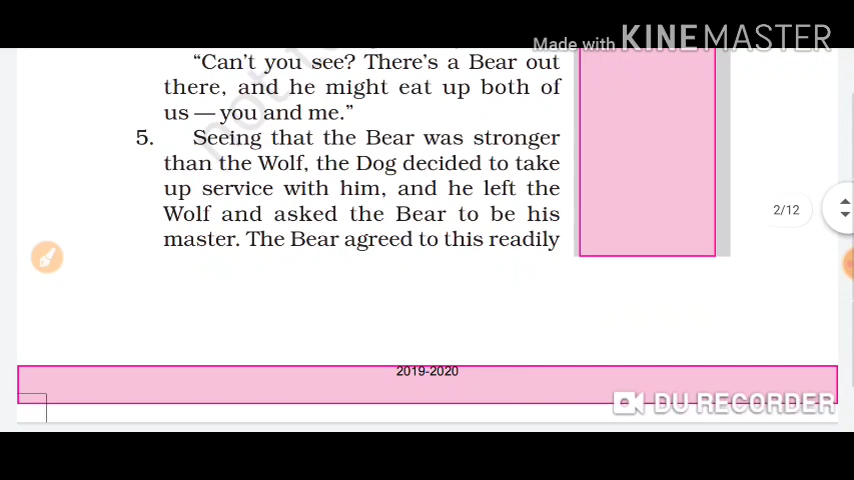 Made with KINEMASTER
“Can’t you see? There’s a Bear out
there, and he might eat up both of
us — you and me.”
5. Seeing that the Bear was stronger
than the Wolf, the Dog decided to take
up service with him, and he left the
Wolf and asked the Bear to be his
master. The Bear agreed to this readily
2/12
2019-2020
DU RECORDER